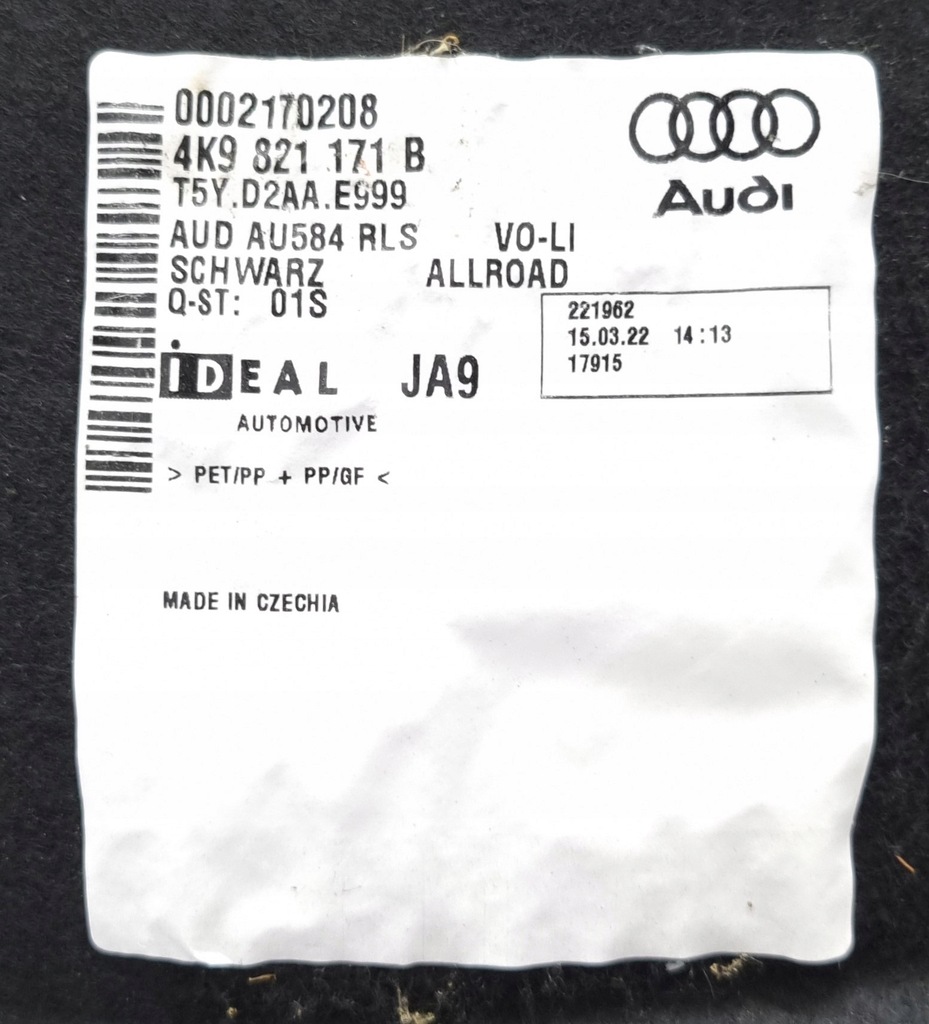 0002170208
4K9 821 171 B
T5Y.D2AA.E999
AUD AU584 RLS VO-LI
SCHWARZ ALLROAD
Q-ST: 01S
Audi
221962
15.03.22 14:13
17915
iDEAL JA9
AUTOMOTIVE
> PET/PP + PP/GF <
MADE IN CZECHIA